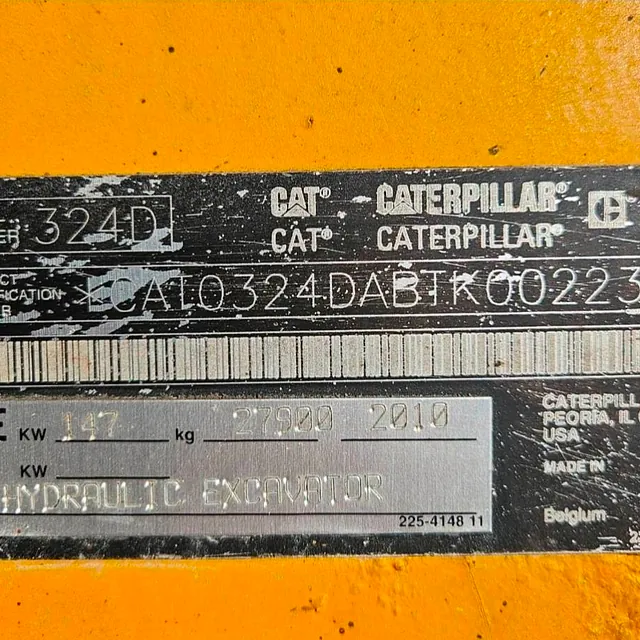 CAT® CATERPILLAR®
324D CAT® CATERPILLAR®
*CAT0324DABTK00223
KW 147 kg 27900 2010
KW
HYDRAULIC EXCAVATOR
225-4148 11
CATERPILL
PEORIA, IL
USA
MADE IN
Belgium